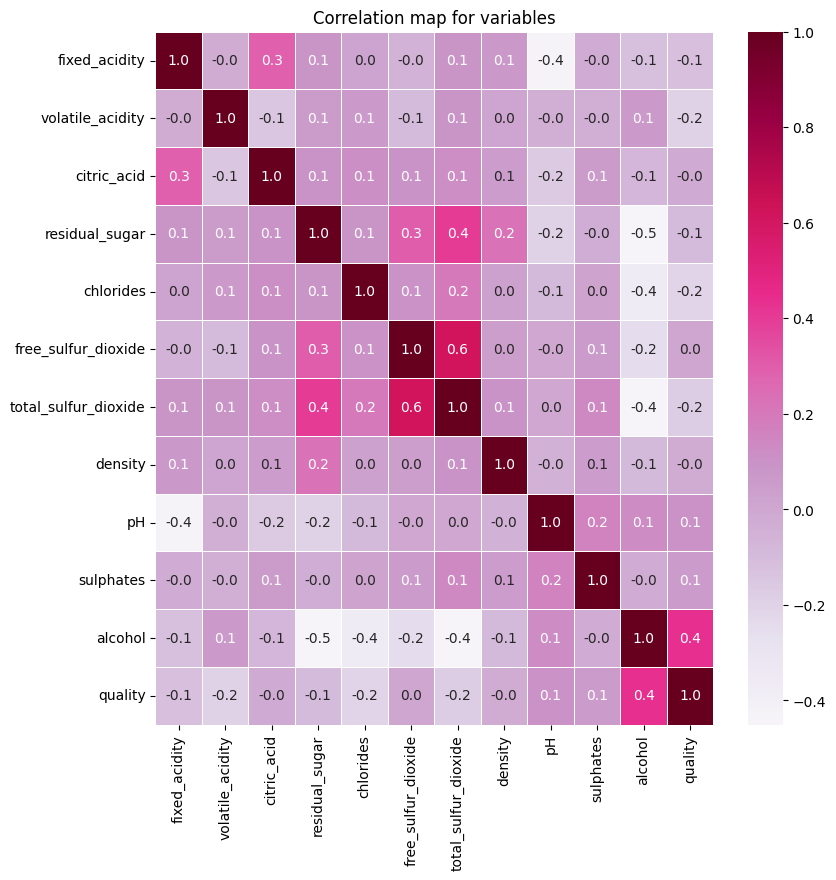 Correlation map for variables
fixed_acidity 1.0 -0.0 0.3 0.1 0.0 -0.0 0.1 0.1 -0.4 -0.0 -0.1 -0.1
volatile_acidity -0.0 1.0 -0.1 0.1 0.1 -0.1 0.1 0.0 -0.0 -0.0 0.1 -0.2
citric_acid 0.3 -0.1 1.0 0.1 0.1 0.1 0.1 0.1 -0.2 0.1 -0.1 -0.0
residual_sugar 0.1 0.1 0.1 1.0 0.1 0.3 0.4 0.2 -0.2 -0.0 -0.5 -0.1
chlorides 0.0 0.1 0.1 0.1 1.0 0.1 0.2 0.0 -0.1 0.0 -0.4 -0.2
free_sulfur_dioxide -0.0 -0.1 0.1 0.3 0.1 1.0 0.6 0.0 -0.0 0.1 -0.2 0.0
total_sulfur_dioxide 0.1 0.1 0.1 0.4 0.2 0.6 1.0 0.1 0.0 0.1 -0.4 -0.2
density 0.1 0.0 0.1 0.2 0.0 0.0 0.1 1.0 -0.0 0.1 -0.1 -0.0
pH -0.4 -0.0 -0.2 -0.2 -0.1 -0.0 0.0 -0.0 1.0 0.2 0.1 0.1
sulphates -0.0 -0.0 0.1 -0.0 0.0 0.1 0.1 0.1 0.2 1.0 -0.0 0.1
alcohol -0.1 0.1 -0.1 -0.5 -0.4 -0.2 -0.4 -0.1 0.1 -0.0 1.0 0.4
quality -0.1 -0.2 -0.0 -0.1 -0.2 0.0 -0.2 -0.0 0.1 0.1 0.4 1.0
fixed_acidity
volatile_acidity
citric_acid
residual_sugar
chlorides
free_sulfur_dioxide
total_sulfur_dioxide
density
pH
sulphates
alcohol
quality
1.0
0.8
0.6
0.4
0.2
0.0
−0.2
−0.4